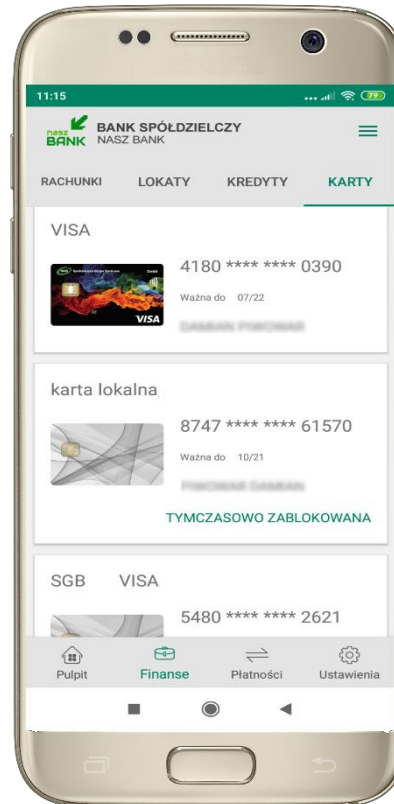 11:15
79
nasz BANK
BANK SPÓŁDZIELCZY
NASZ BANK
RACHUNKI LOKATY KREDYTY KARTY
VISA
4180 **** **** 0390
Ważna do 07/22
VISA
karta lokalna
8747 **** **** 61570
Ważna do 10/21
TYMCZASOWO ZABLOKOWANA
SGB VISA
5480 **** **** 2621
Pulpit Finanse Płatności Ustawienia